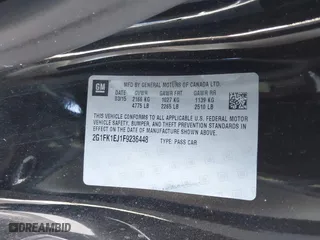 GM
MFD BY GENERAL MOTORS OF CANADA LTD.
DATE GVWR GAWR FRT GAWR RR
03/15 2166 KG 1027 KG 1139 KG
4775 LB 2265 LB 2510 LB
THIS VEHICLE CONFORMS TO ALL APPLICABLE U.S. FEDERAL MOTOR
VEHICLE SAFETY, BUMPER, AND THEFT PREVENTION STANDARDS IN
EFFECT ON THE DATE OF MANUFACTURE SHOWN ABOVE.
2G1FK1EJ1F9236448 TYPE: PASS CAR
© DREAMBID / IAAI